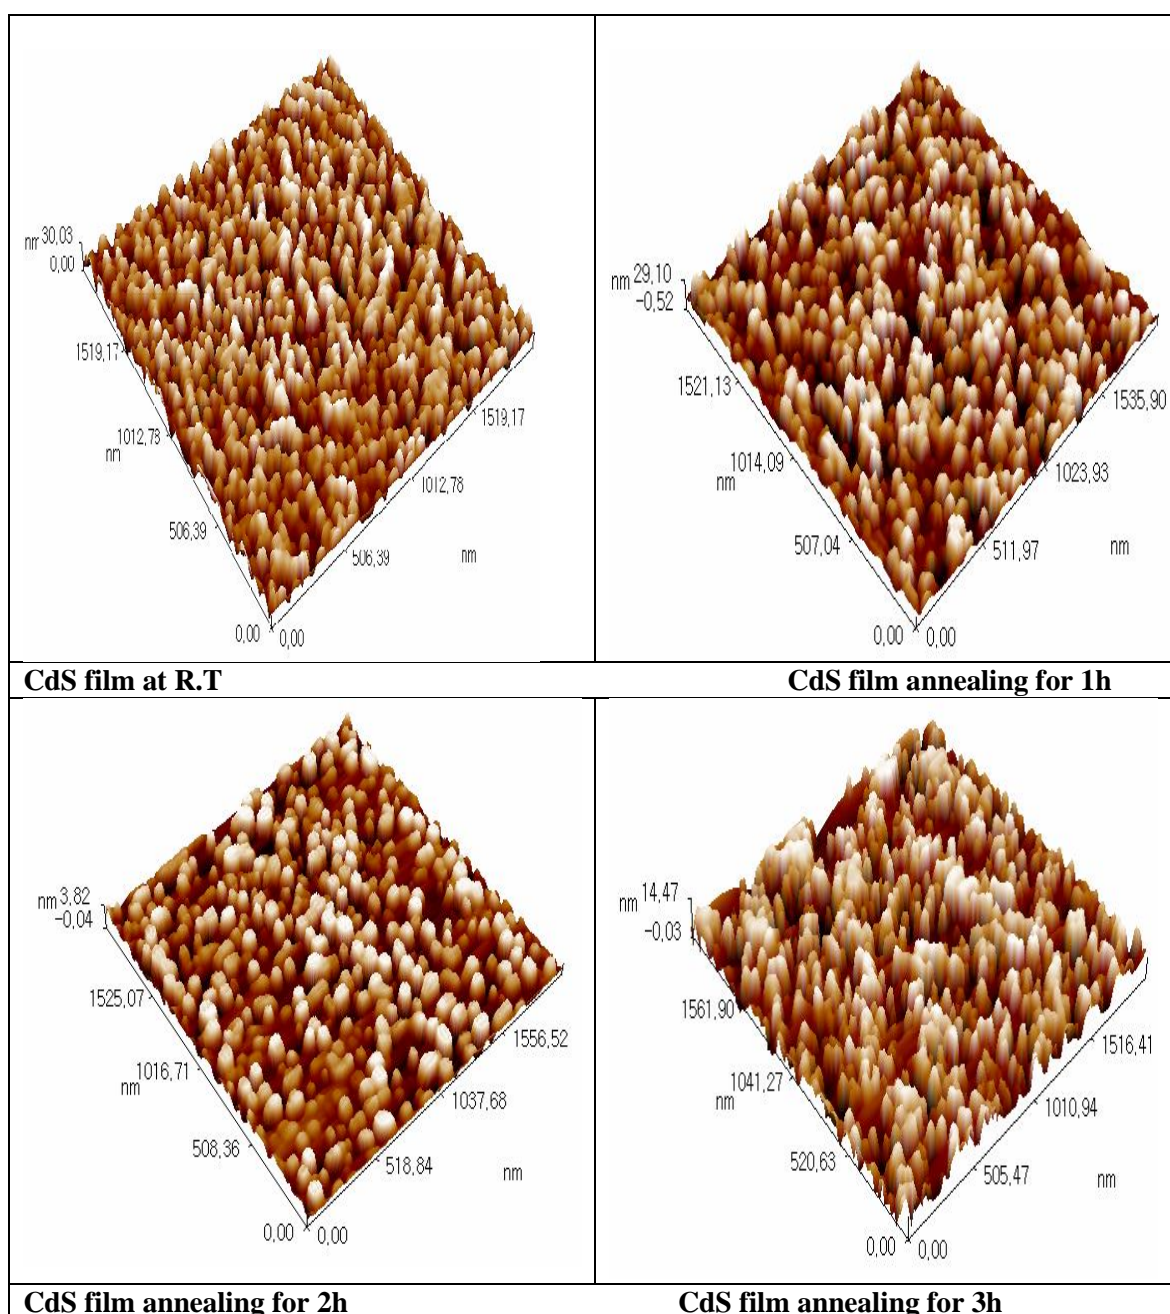 nm 30,03
0,00
1519,17
1012,78
nm
506,39
0,00 0,00
506,39
nm
1012,78
1519,17
nm 29,10
-0,52
1521,13
1014,09
nm
507,04
0,00 0,00
511,97
nm
1023,93
1535,90
CdS film at R.T
CdS film annealing for 1h
nm 3,82
-0,04
1525,07
1016,71
nm
508,36
0,00 0,00
518,84
nm
1037,68
1556,52
nm 14,47
-0,03
1561,90
1041,27
nm
520,63
0,00 0,00
505,47
nm
1010,94
1516,41
CdS film annealing for 2h
CdS film annealing for 3h